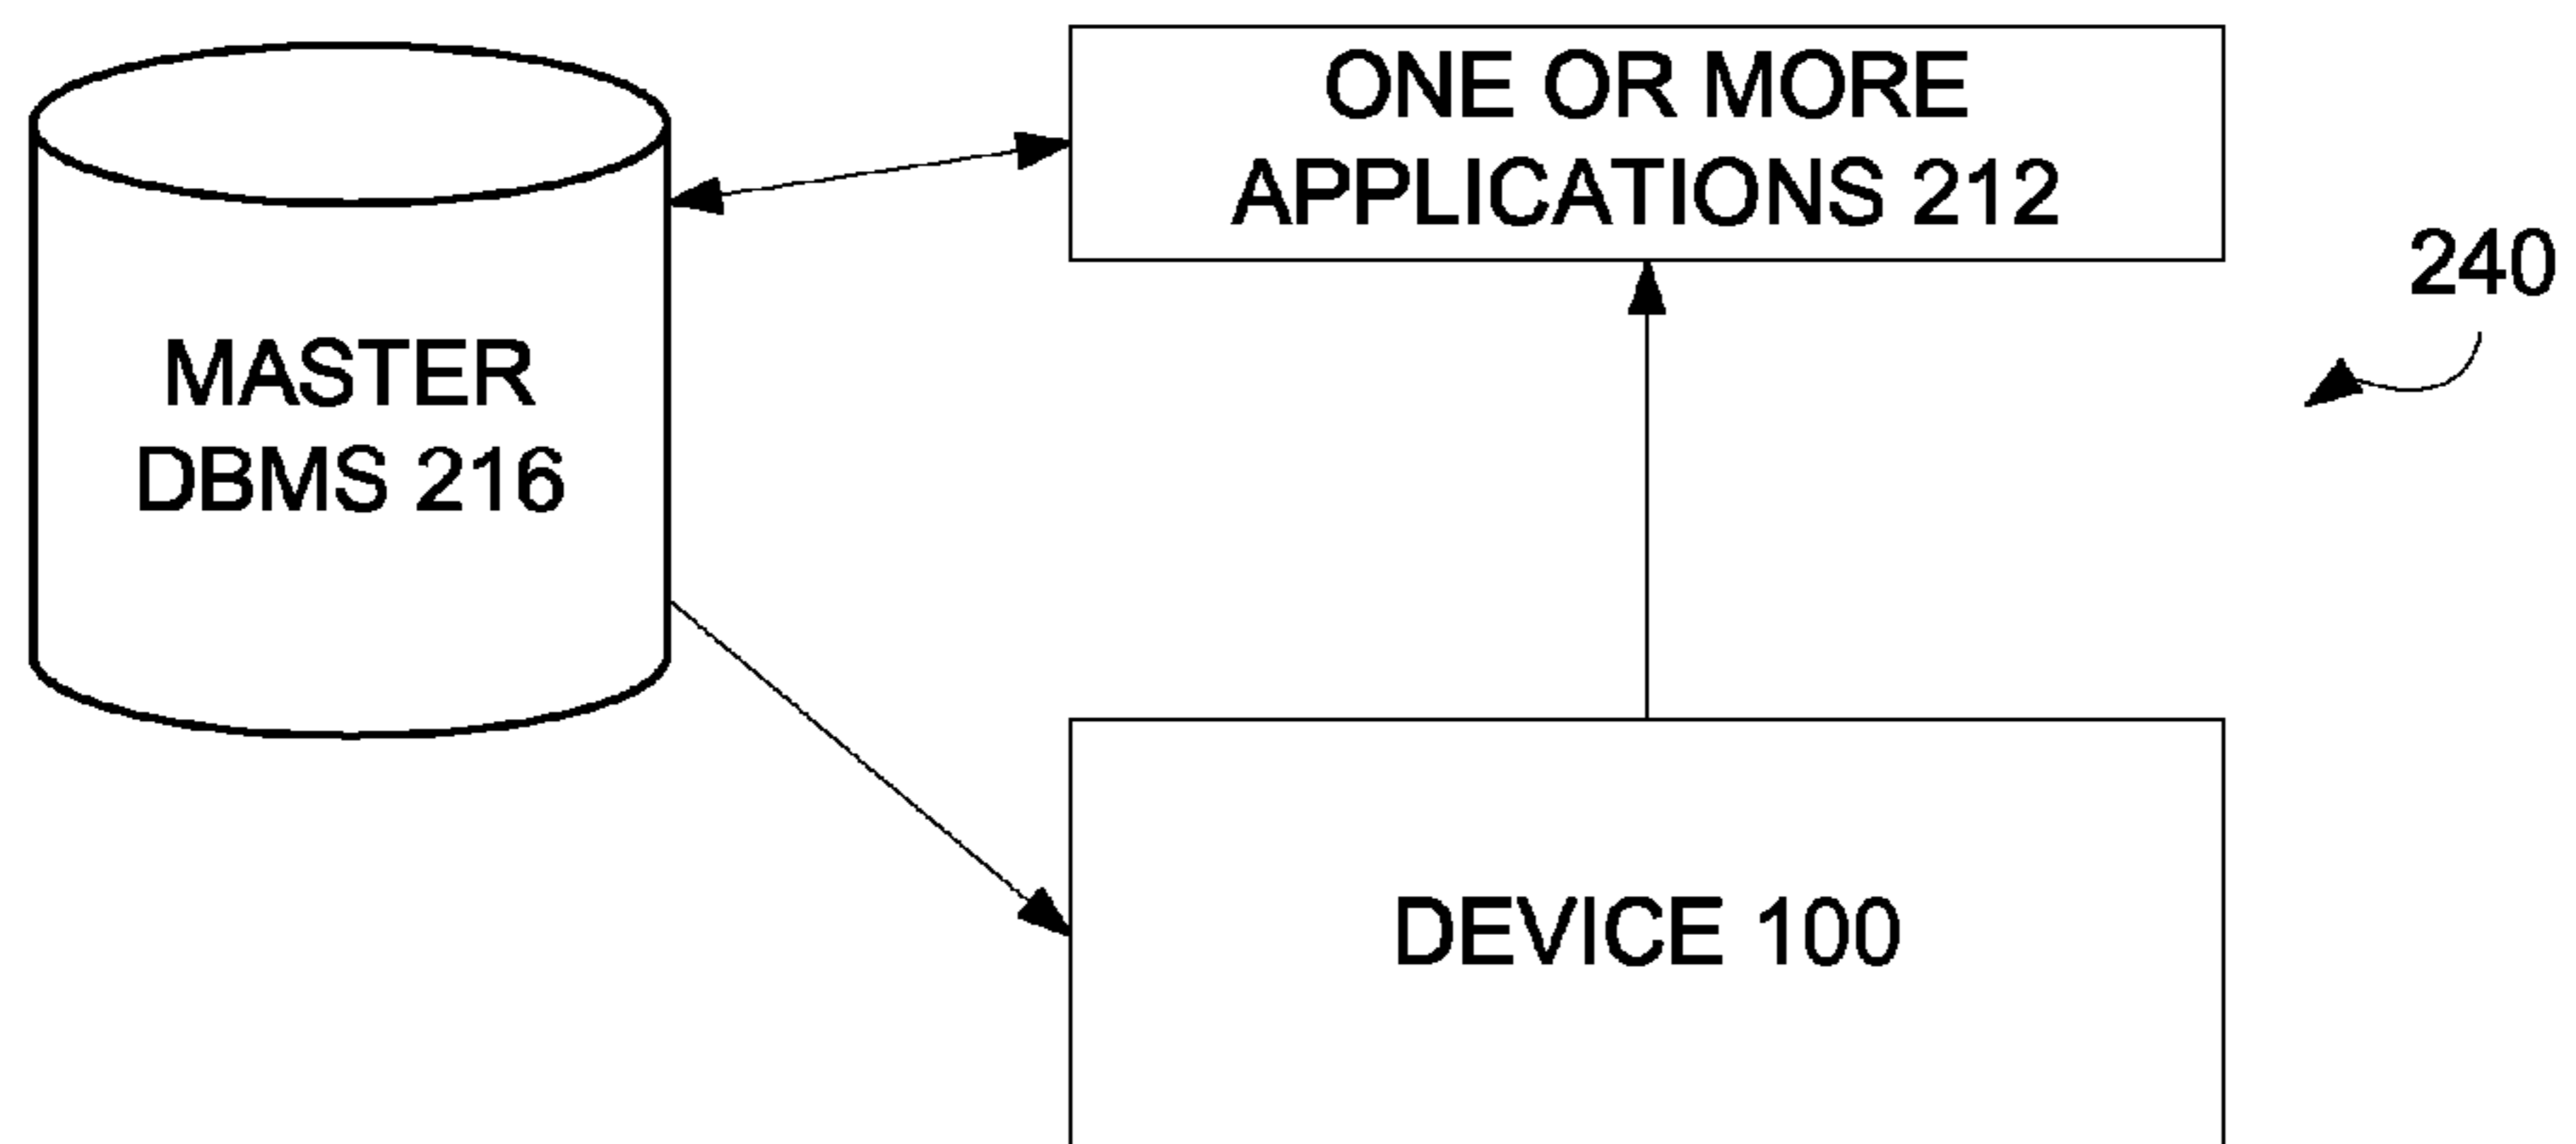 ONE OR MORE
APPLICATIONS 212
240
MASTER
DBMS 216
DEVICE 100